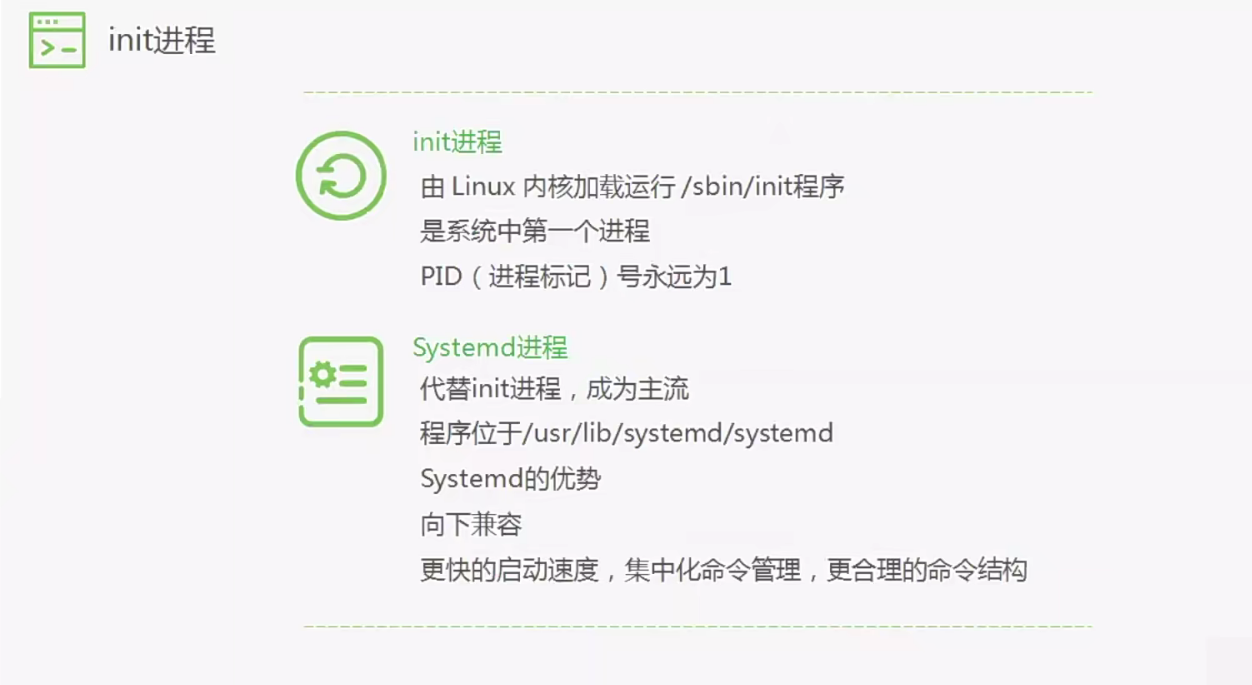 init进程
init进程
由 Linux 内核加载运行 /sbin/init程序
是系统中第一个进程
PID（进程标记）号永远为1
Systemd进程
代替init进程，成为主流
程序位于/usr/lib/systemd/systemd
Systemd的优势
向下兼容
更快的启动速度，集中化命令管理，更合理的命令结构